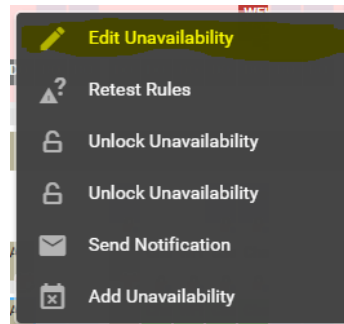 Edit Unavailability
Retest Rules
Unlock Unavailability
Unlock Unavailability
Send Notification
Add Unavailability